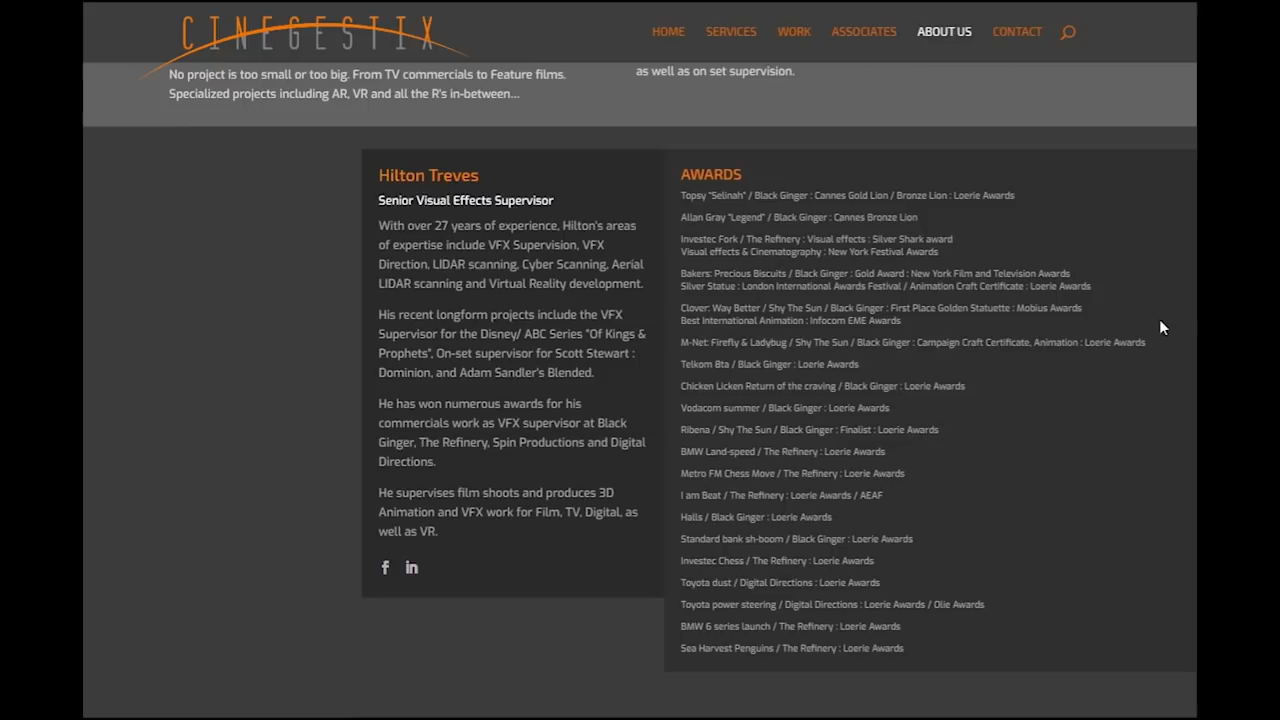 CINEGESTIX
HOME SERVICES WORK ASSOCIATES ABOUT US CONTACT
No project is too small or too big. From TV commercials to Feature films.
Specialized projects including AR, VR and all the R's in-between...
as well as on set supervision.
Hilton Treves
Senior Visual Effects Supervisor
With over 27 years of experience, Hilton's areas
of expertise include VFX Supervision, VFX
Direction, LIDAR scanning, Cyber Scanning, Aerial
LIDAR scanning and Virtual Reality development.
His recent longform projects include the VFX
Supervisor for the Disney/ ABC Series "Of Kings &
Prophets", On-set supervisor for Scott Stewart :
Dominion, and Adam Sandler's Blended.
He has won numerous awards for his
commercials work as VFX supervisor at Black
Ginger, The Refinery, Spin Productions and Digital
Directions.
He supervises film shoots and produces 3D
Animation and VFX work for Film, TV, Digital, as
well as VR.
f in
AWARDS
Topsy "Selinah" / Black Ginger : Cannes Gold Lion / Bronze Lion : Loerie Awards
Allan Gray "Legend" / Black Ginger : Cannes Bronze Lion
Investec Fork / The Refinery : Visual effects : Silver Shark award
Visual effects & Cinematography : New York Festival Awards
Bakers: Precious Biscuits / Black Ginger : Gold Award : New York Film and Television Awards
Silver Statue : London International Awards Festival / Animation Craft Certificate : Loerie Awards
Clover: Way Better / Shy The Sun / Black Ginger : First Place Golden Statuette : Mobius Awards
Best International Animation : Infocom EME Awards
M-Net: Firefly & Ladybug / Shy The Sun / Black Ginger : Campaign Craft Certificate, Animation : Loerie Awards
Telkom 8ta / Black Ginger : Loerie Awards
Chicken Licken Return of the craving / Black Ginger : Loerie Awards
Vodacom summer / Black Ginger : Loerie Awards
Ribena / Shy The Sun / Black Ginger : Finalist : Loerie Awards
BMW Land-speed / The Refinery : Loerie Awards
Metro FM Chess Move / The Refinery : Loerie Awards
I am Beat / The Refinery : Loerie Awards / AEAF
Halls / Black Ginger : Loerie Awards
Standard bank sh-boom / Black Ginger : Loerie Awards
Investec Chess / The Refinery : Loerie Awards
Toyota dust / Digital Directions : Loerie Awards
Toyota power steering / Digital Directions : Loerie Awards / Olie Awards
BMW 6 series launch / The Refinery : Loerie Awards
Sea Harvest Penguins / The Refinery : Loerie Awards